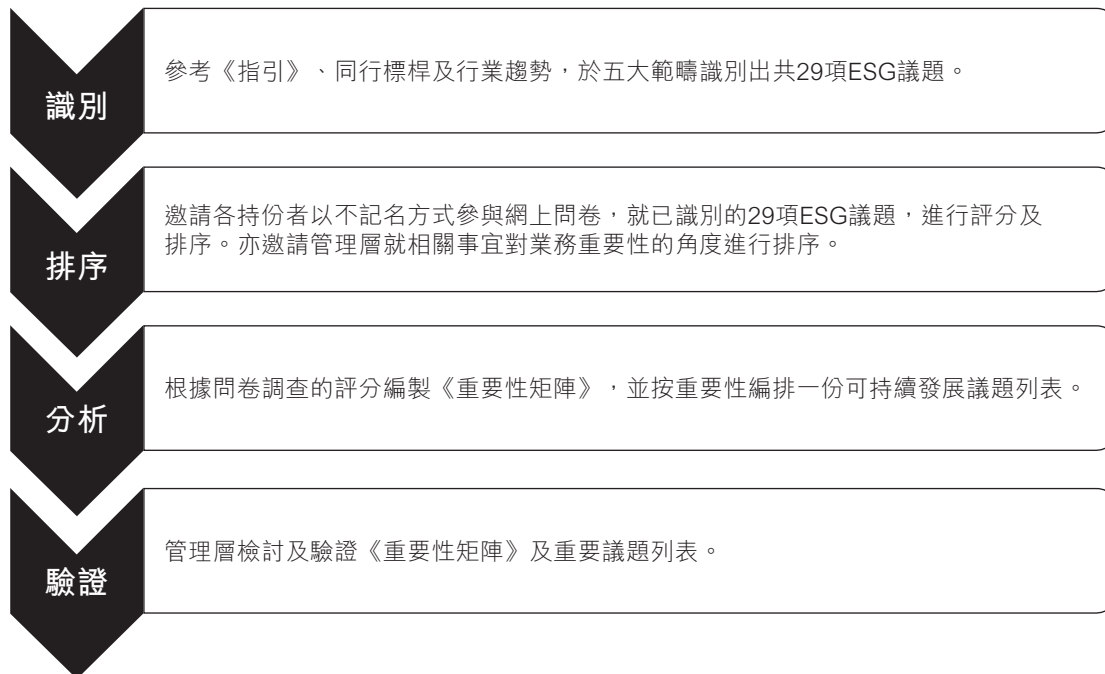 識別
參考《指引》、同行標桿及行業趨勢，於五大範疇識別出共29項ESG議題。
排序
邀請各持份者以不記名方式參與網上問卷，就已識別的29項ESG議題，進行評分及
排序。亦邀請管理層就相關事宜對業務重要性的角度進行排序。
分析
根據問卷調查的評分編製《重要性矩陣》，並按重要性編排一份可持續發展議題列表。
驗證
管理層檢討及驗證《重要性矩陣》及重要議題列表。